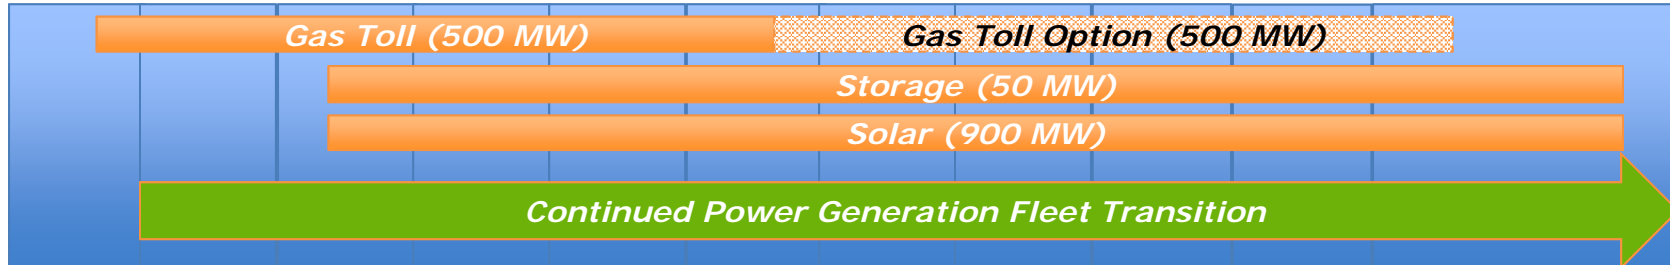 Gas Toll (500 MW)
Gas Toll Option (500 MW)
Storage (50 MW)
Solar (900 MW)
Continued Power Generation Fleet Transition